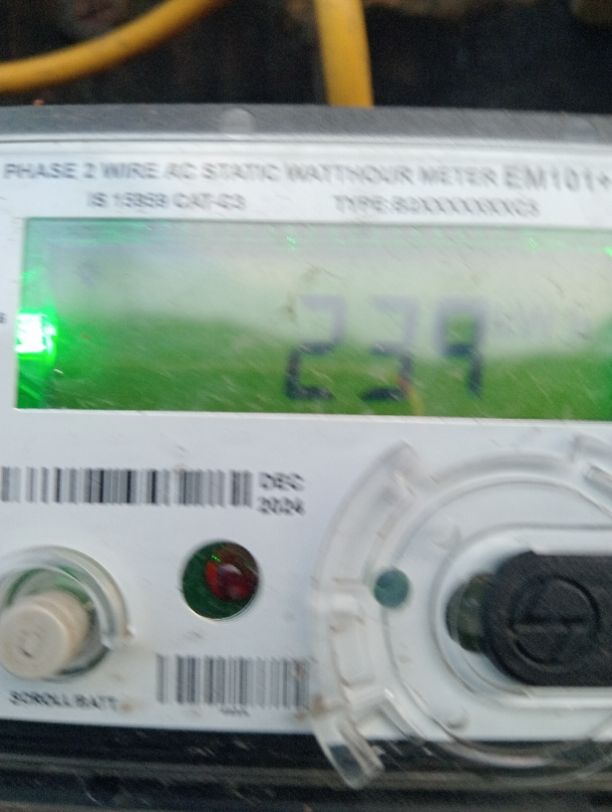 PHASE 2 WIRE AC STATIC WATTHOUR METER EM101+
IS 15959 CAT-C3
239
DEC
2024
SCROLL/BATT